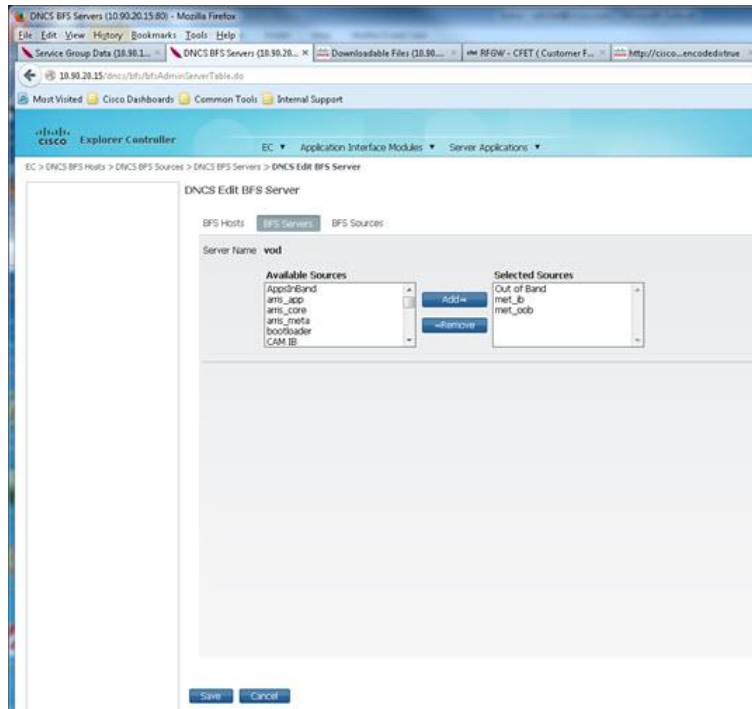 DNCS BFS Servers (10.90.20.15:80) - Mozilla Firefox
File Edit View History Bookmarks Tools Help
Service Group Data (10.90.1... DNCS BFS Servers (10.90.20... Downloadable Files (10.90.... RFGW - CFET ( Customer F... http://cisco...encoded=true
10.90.20.15/dncs/bfs/bfsAdminServerTable.do
Most Visited Cisco Dashboards Common Tools Internal Support
cisco Explorer Controller
EC Application Interface Modules Server Applications
EC > DNCS BFS Hosts > DNCS BFS Sources > DNCS BFS Servers > DNCS Edit BFS Server
DNCS Edit BFS Server
BFS Hosts BFS Servers BFS Sources
Server Name vod
Available Sources Selected Sources
AppsInBand Out of Band
arris_app Add met_ib
arris_core met_oob
arris_meta Remove
bootloader
CAM IB
Save Cancel